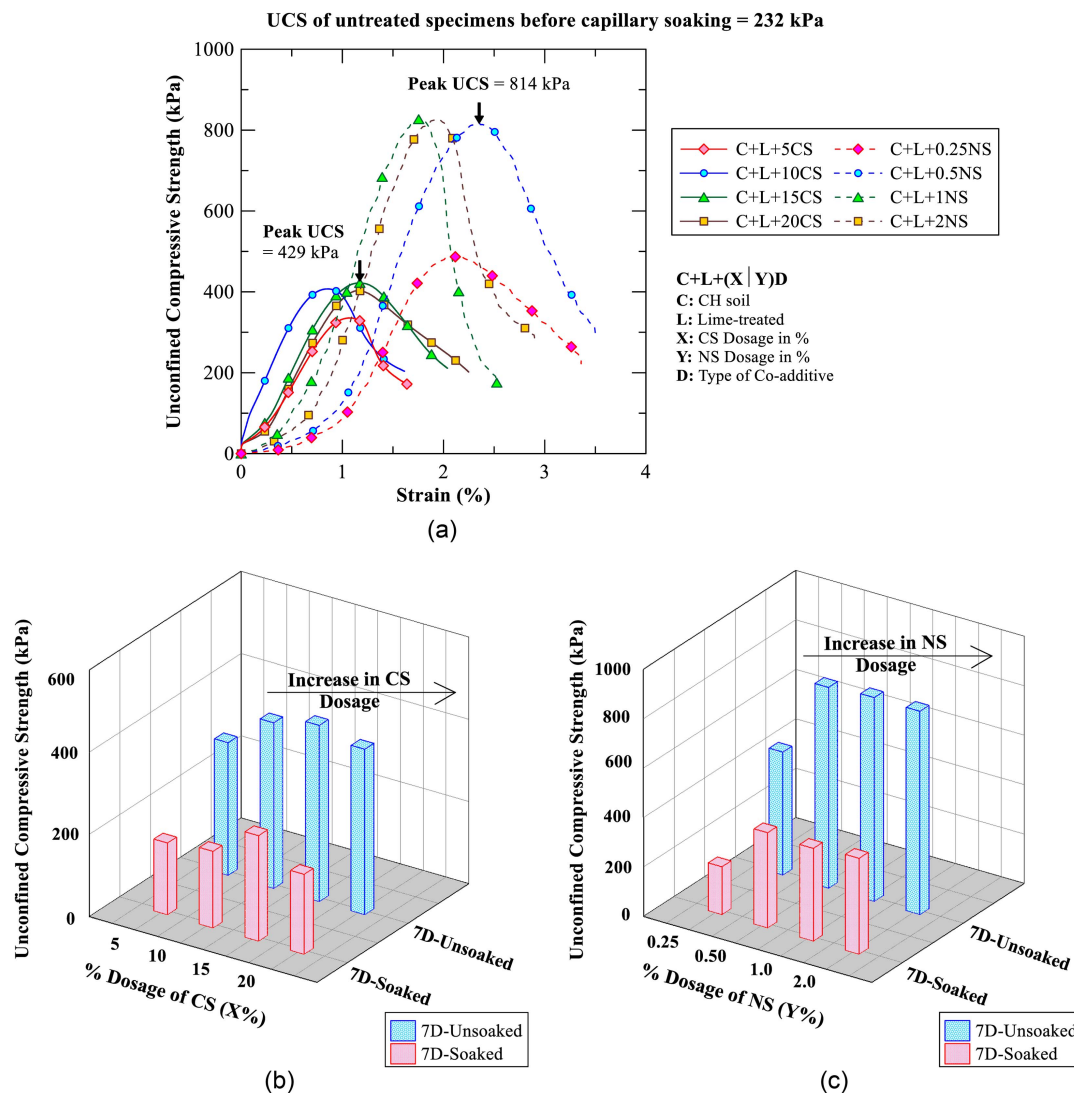 UCS of untreated specimens before capillary soaking = 232 kPa
1000
800
600
400
200
0
Unconfined Compressive Strength (kPa)
Peak UCS = 814 kPa
Peak UCS
= 429 kPa
0
1
2
3
4
Strain (%)
C+L+5CS
C+L+10CS
C+L+15CS
C+L+20CS
C+L+0.25NS
C+L+0.5NS
C+L+1NS
C+L+2NS
C+L+(X | Y)D
C: CH soil
L: Lime-treated
X: CS Dosage in %
Y: NS Dosage in %
D: Type of Co-additive
(a)
Unconfined Compressive Strength (kPa)
600
400
200
0
Increase in CS
Dosage
5
10
15
20
% Dosage of CS (X%)
7D-Unsoaked
7D-Soaked
7D-Unsoaked
7D-Soaked
(b)
Unconfined Compressive Strength (kPa)
1000
800
600
400
200
0
Increase in NS
Dosage
0.25
0.50
1.0
2.0
% Dosage of NS (Y%)
7D-Unsoaked
7D-Soaked
7D-Unsoaked
7D-Soaked
(c)